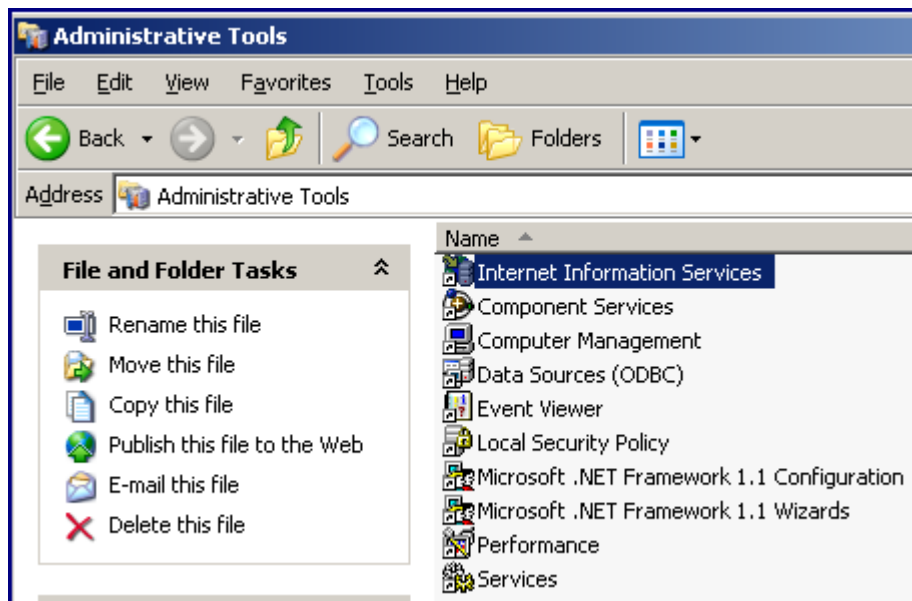 Administrative Tools
File Edit View Favorites Tools Help
Back Search Folders
Address Administrative Tools
File and Folder Tasks
Rename this file
Move this file
Copy this file
Publish this file to the Web
E-mail this file
Delete this file
Name
Internet Information Services
Component Services
Computer Management
Data Sources (ODBC)
Event Viewer
Local Security Policy
Microsoft .NET Framework 1.1 Configuration
Microsoft .NET Framework 1.1 Wizards
Performance
Services